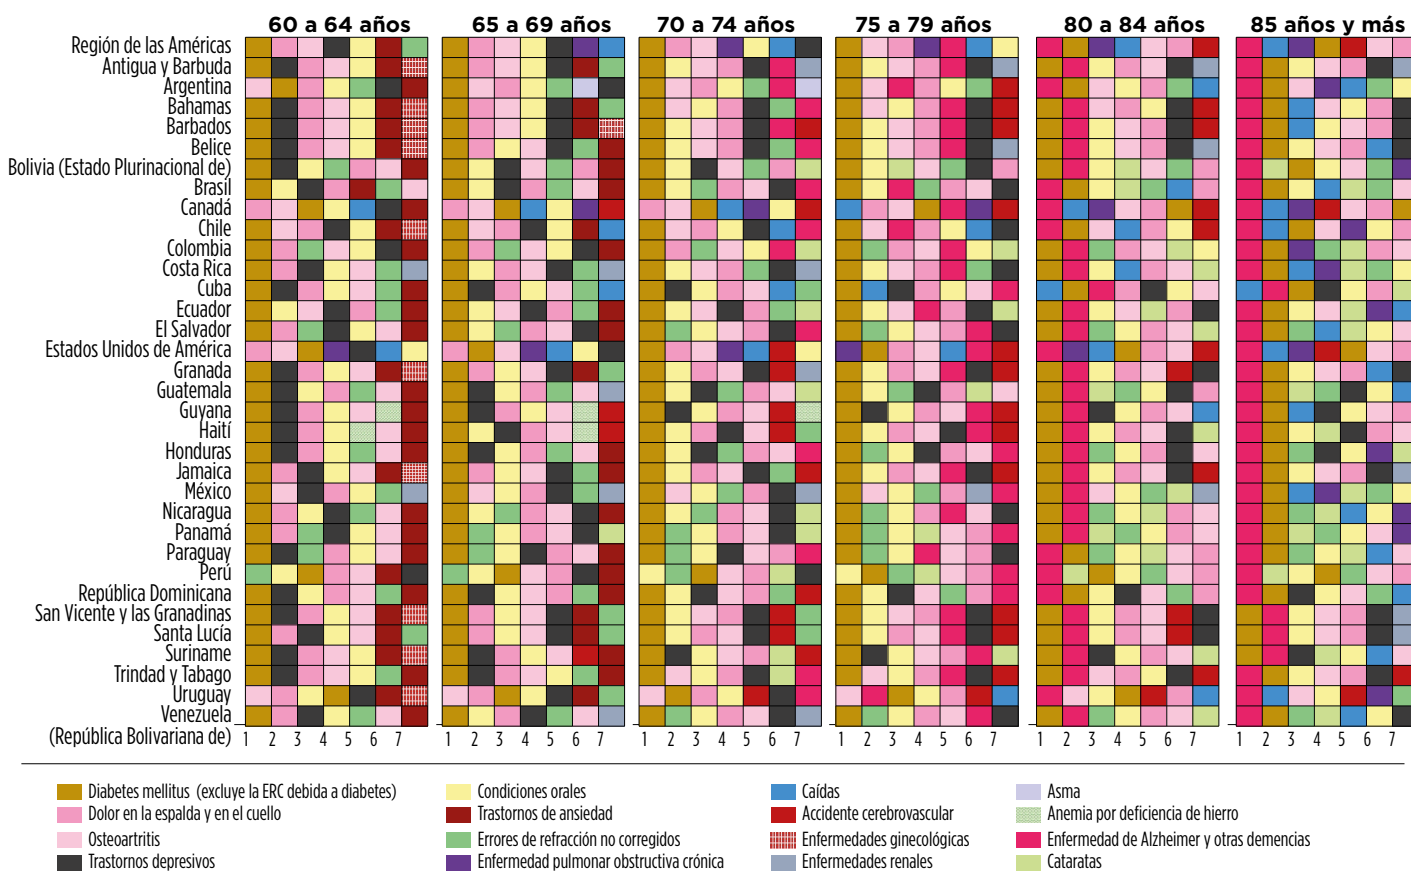 60 a 64 años 65 a 69 años 70 a 74 años 75 a 79 años 80 a 84 años 85 años y más
Región de las Américas
Antigua y Barbuda
Argentina
Bahamas
Barbados
Belice
Bolivia (Estado Plurinacional de)
Brasil
Canadá
Chile
Colombia
Costa Rica
Cuba
Ecuador
El Salvador
Estados Unidos de América
Granada
Guatemala
Guyana
Haití
Honduras
Jamaica
México
Nicaragua
Panamá
Paraguay
Perú
República Dominicana
San Vicente y las Granadinas
Santa Lucía
Suriname
Trinidad y Tabago
Uruguay
Venezuela
(República Bolivariana de) 1 2 3 4 5 6 7 1 2 3 4 5 6 7 1 2 3 4 5 6 7 1 2 3 4 5 6 7 1 2 3 4 5 6 7 1 2 3 4 5 6 7
Diabetes mellitus (excluye la ERC debida a diabetes) Condiciones orales Caídas Asma
Dolor en la espalda y en el cuello Trastornos de ansiedad Accidente cerebrovascular Anemia por deficiencia de hierro
Osteoartritis Errores de refracción no corregidos Enfermedades ginecológicas Enfermedad de Alzheimer y otras demencias
Trastornos depresivos Enfermedad pulmonar obstructiva crónica Enfermedades renales Cataratas